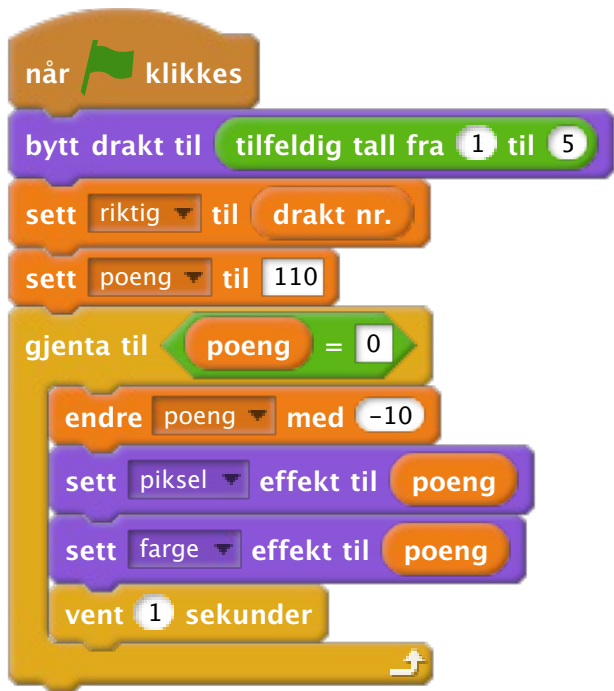 når klikkes
bytt drakt til tilfeldig tall fra 1 til 5
sett riktig til drakt nr.
sett poeng til 110
gjenta til poeng = 0
endre poeng med -10
sett piksel effekt til poeng
sett farge effekt til poeng
vent 1 sekunder